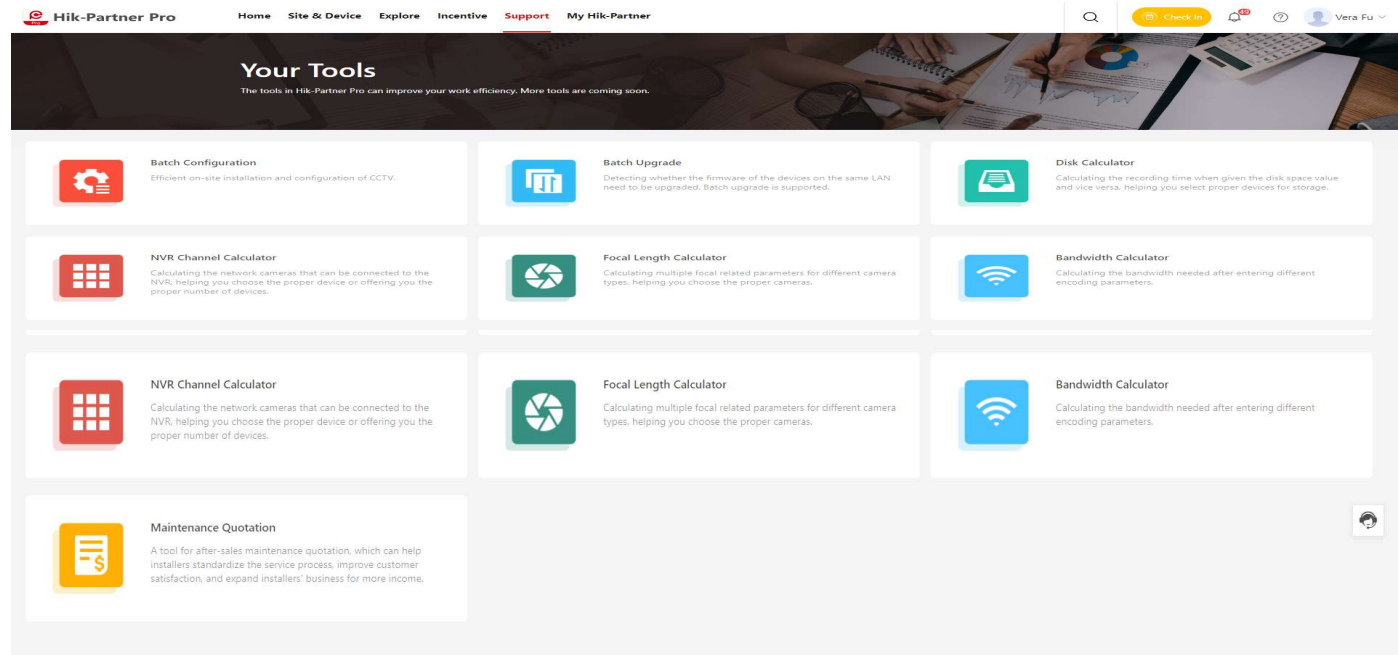 Hik-Partner Pro
Home Site & Device Explore Incentive Support My Hik-Partner
Check In
49
Vera Fu
Your Tools
The tools in Hik-Partner Pro can improve your work efficiency. More tools are coming soon.
Batch Configuration
Efficient on-site installation and configuration of CCTV.
Batch Upgrade
Detecting whether the firmware of the devices on the same LAN
need to be upgraded. Batch upgrade is supported.
Disk Calculator
Calculating the recording time when given the disk space value
and vice versa, helping you select proper devices for storage.
NVR Channel Calculator
Calculating the network cameras that can be connected to the
NVR, helping you choose the proper device or offering you the
proper number of devices.
Focal Length Calculator
Calculating multiple focal related parameters for different camera
types, helping you choose the proper cameras.
Bandwidth Calculator
Calculating the bandwidth needed after entering different
encoding parameters.
NVR Channel Calculator
Calculating the network cameras that can be connected to the
NVR, helping you choose the proper device or offering you the
proper number of devices.
Focal Length Calculator
Calculating multiple focal related parameters for different camera
types, helping you choose the proper cameras.
Bandwidth Calculator
Calculating the bandwidth needed after entering different
encoding parameters.
Maintenance Quotation
A tool for after-sales maintenance quotation, which can help
installers standardize the service process, improve customer
satisfaction, and expand installers' business for more income.